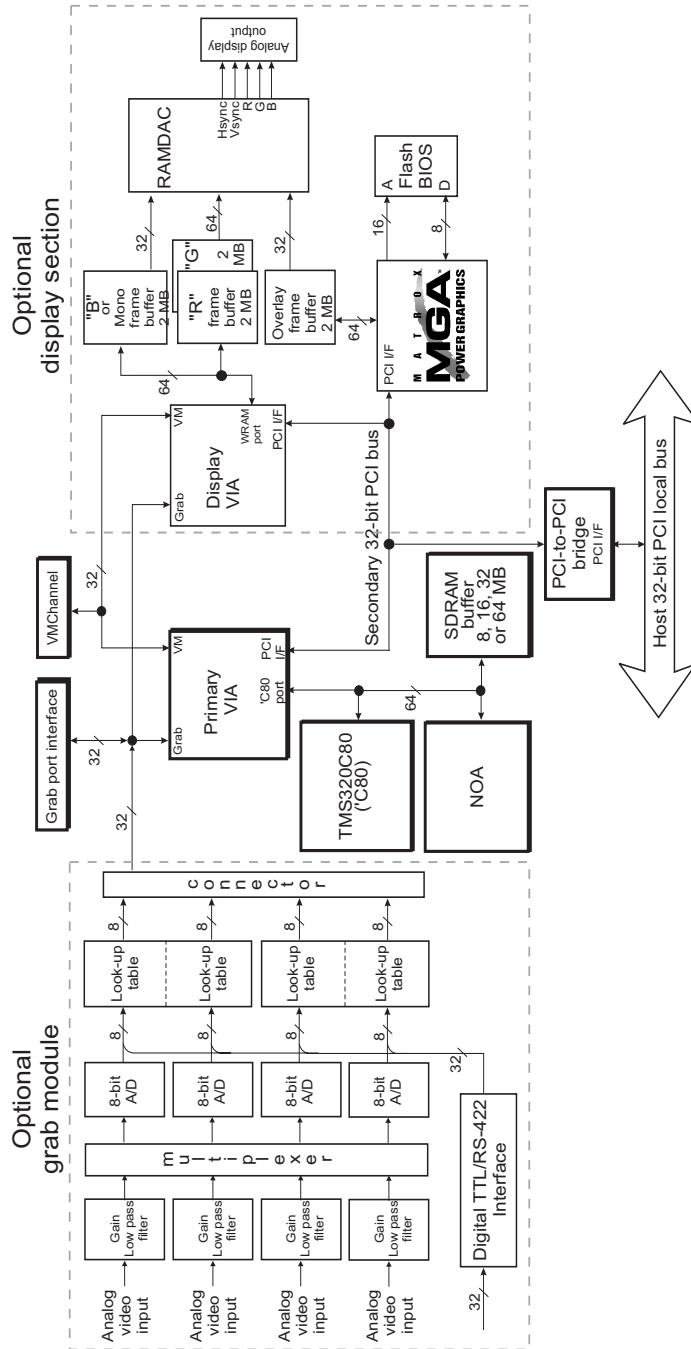 Optional
grab module
Analog
video
input
Analog
video
input
Analog
video
input
Analog
video
input
Gain
Low pass
filter
Gain
Low pass
filter
Gain
Low pass
filter
Gain
Low pass
filter
multiplexer
8-bit
A/D
8-bit
A/D
8-bit
A/D
8-bit
A/D
8
8
8
8
Look-up
table
Look-up
table
Look-up
table
Look-up
table
8
8
8
8
connector
32
Digital TTL/RS-422
Interface
32
32
Grab port interface
32
VMChannel
32
Grab
VM
Primary
VIA
'C80
port
PCI
I/F
TMS320C80
('C80)
64
NOA
SDRAM
buffer
8, 16, 32
or 64 MB
Secondary 32-bit PCI bus
PCI-to-PCI
bridge
PCI I/F
Host 32-bit PCI local bus
Optional
display section
Grab
VM
Display
VIA
WRAM
port
PCI I/F
64
"B"
or
Mono
frame
buffer
2 MB
"G"
2
MB
"R"
frame
buffer
2 MB
Overlay
frame
buffer
2 MB
32
64
32
64
RAMDAC
Hsync
Vsync
R
G
B
Analog display
output
PCI I/F
MATROX
MGA
POWER GRAPHICS
16
8
A
Flash
BIOS
D